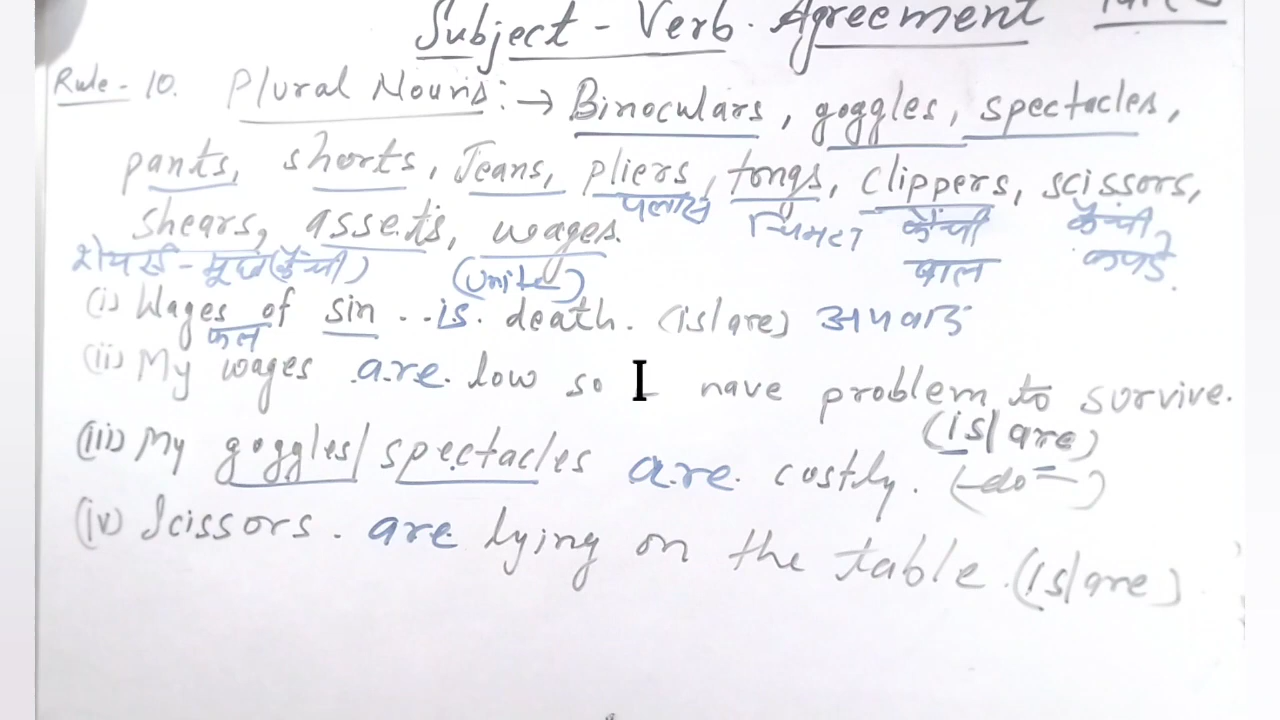 Subject - Verb. Agreement
Rule - 10. Plural Nouns:→ Binoculars, goggles, spectacles,
pants, shorts, Jeans, pliers, tongs, clippers, scissors,
पलास चिमटा कैंची कैंची,
shears, assets, wages.
बाल कपड़े.
(i) Wages of sin ..is. death. (is/are) अपवाद
फल
(ii) My wages .are. low so I have problem to survive.
(is/are)
(iii) My goggles/spectacles are. costly. (-do-)
(iv) Scissors. are lying on the table. (is/are)